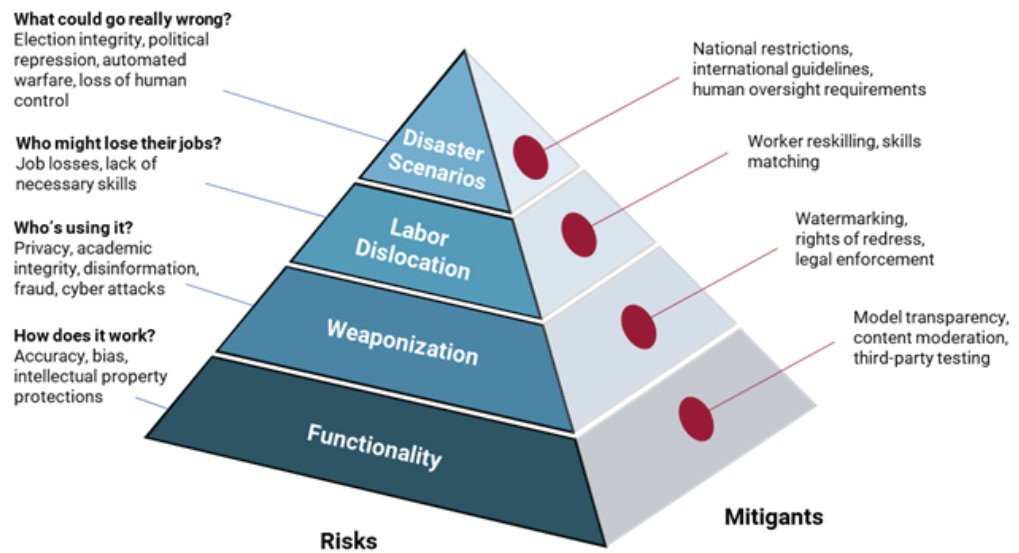 What could go really wrong?
Election integrity, political
repression, automated
warfare, loss of human
control
Who might lose their jobs?
Job losses, lack of
necessary skills
Who's using it?
Privacy, academic
integrity, disinformation,
fraud, cyber attacks
How does it work?
Accuracy, bias,
intellectual property
protections
Disaster
Scenarios
Labor
Dislocation
Weaponization
Functionality
National restrictions,
international guidelines,
human oversight requirements
Worker reskilling, skills
matching
Watermarking,
rights of redress,
legal enforcement
Model transparency,
content moderation,
third-party testing
Risks
Mitigants